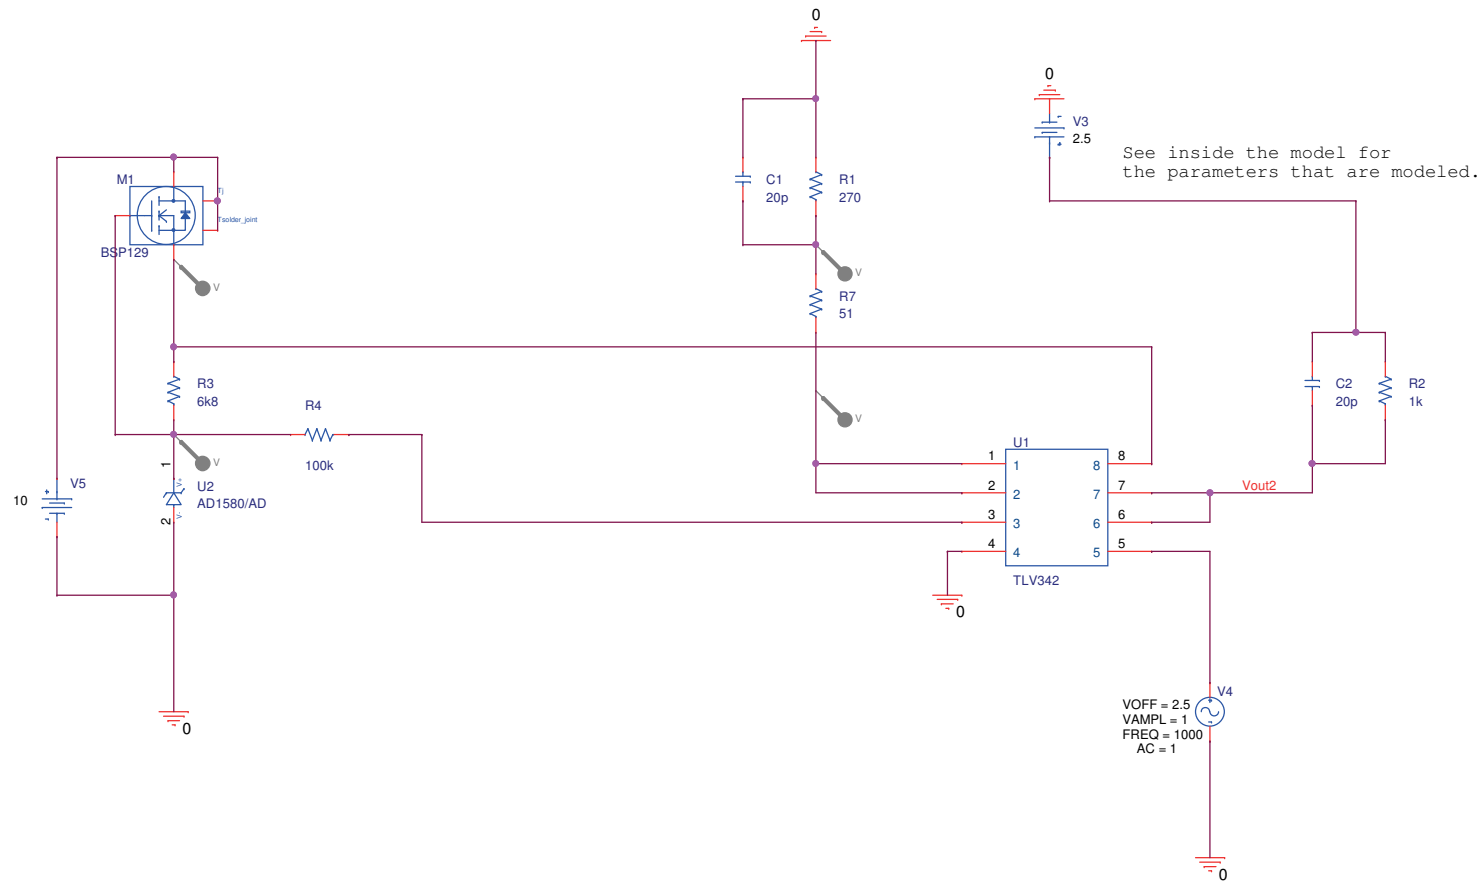 0
0
V3
2.5
See inside the model for
the parameters that are modeled.
M1
Tj
Tsolder_joint
BSP129
V
C1
20p
R1
270
V
R7
51
R3
6k8
R4
100k
V
C2
20p
R2
1k
1
V+
U2
AD1580/AD
2
V-
V
V5
10
U1
1
1
8
8
2
2
7
7
Vout2
3
3
6
6
4
4
5
5
TLV342
0
V4
VOFF = 2.5
VAMPL = 1
FREQ = 1000
AC = 1
0
0